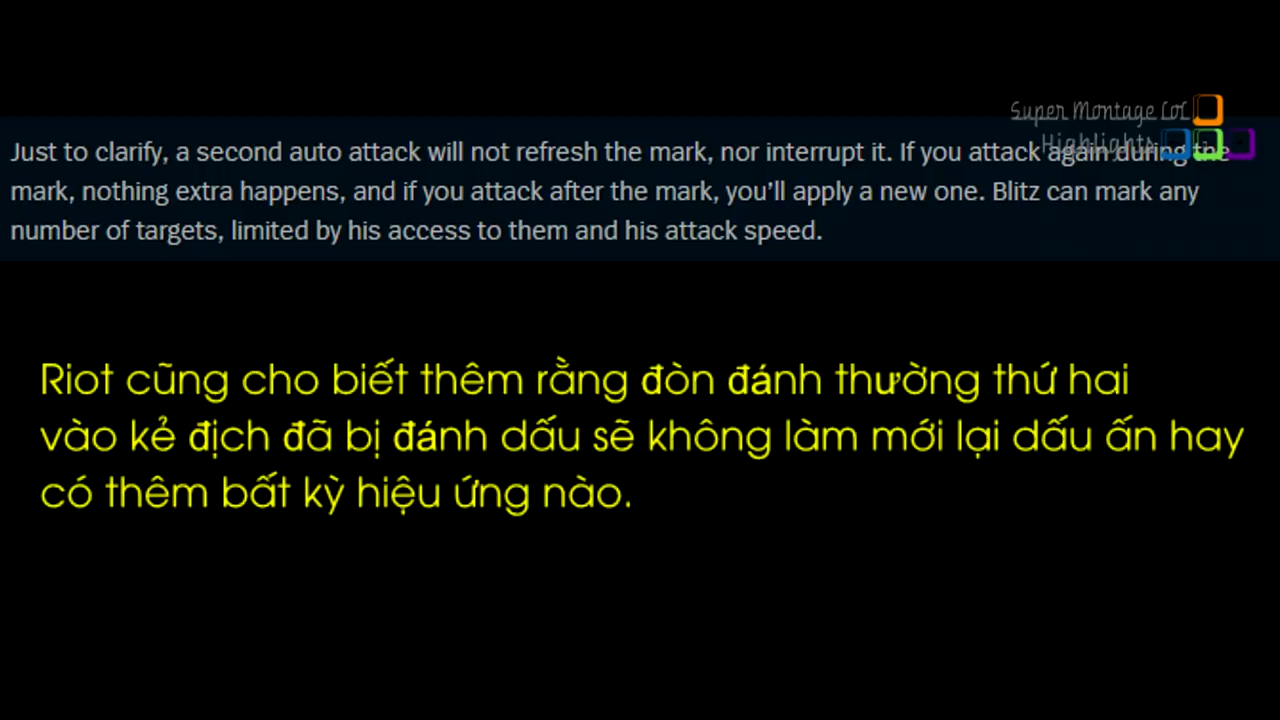 Super Montage LoL
Highlights
Just to clarify, a second auto attack will not refresh the mark, nor interrupt it. If you attack again during the
mark, nothing extra happens, and if you attack after the mark, you’ll apply a new one. Blitz can mark any
number of targets, limited by his access to them and his attack speed.
Riot cũng cho biết thêm rằng đòn đánh thường thứ hai
vào kẻ địch đã bị đánh dấu sẽ không làm mới lại dấu ấn hay
có thêm bất kỳ hiệu ứng nào.